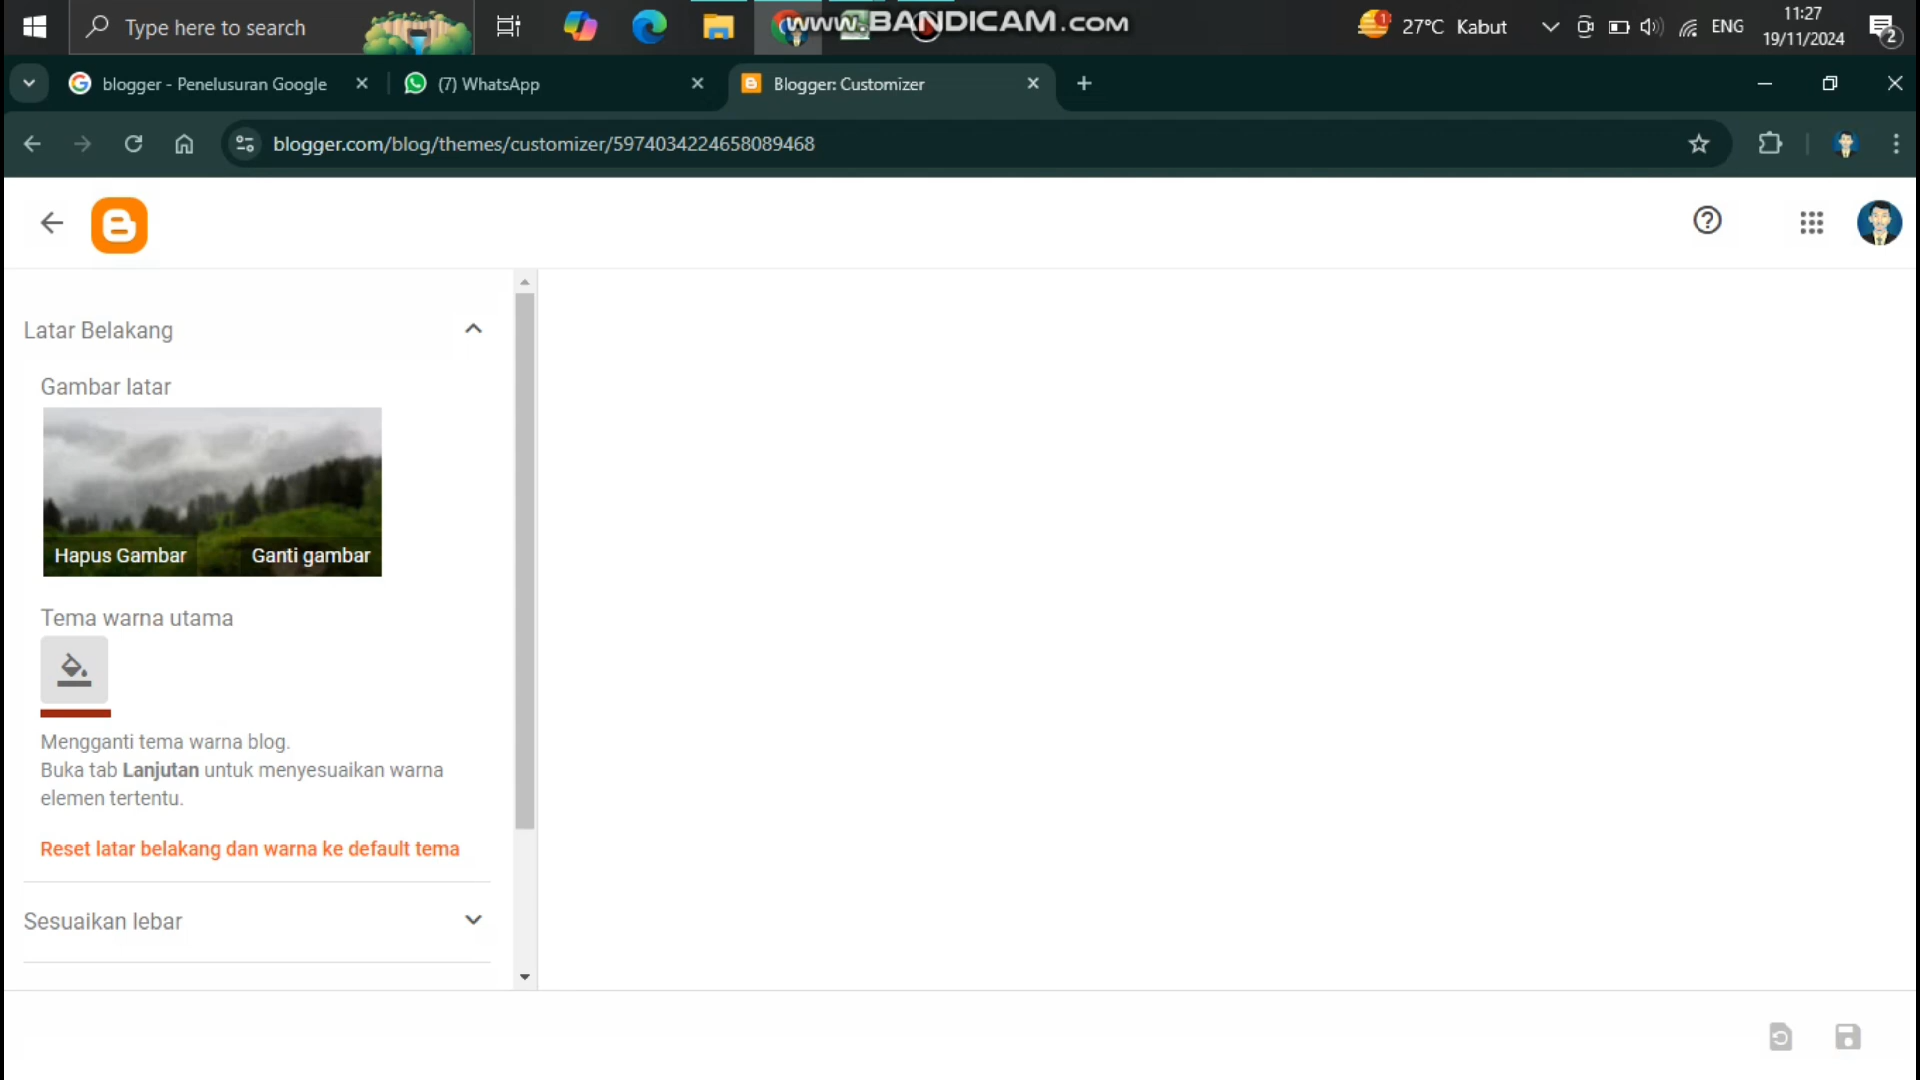 Type here to search
www.BANDICAM.com
1
27°C Kabut
ENG
11:27
19/11/2024
2
blogger - Penelusuran Google
(7) WhatsApp
Blogger: Customizer
blogger.com/blog/themes/customizer/5974034224658089468
Latar Belakang
Gambar latar
Hapus Gambar
Ganti gambar
Tema warna utama
Mengganti tema warna blog.
Buka tab Lanjutan untuk menyesuaikan warna
elemen tertentu.
Reset latar belakang dan warna ke default tema
Sesuaikan lebar